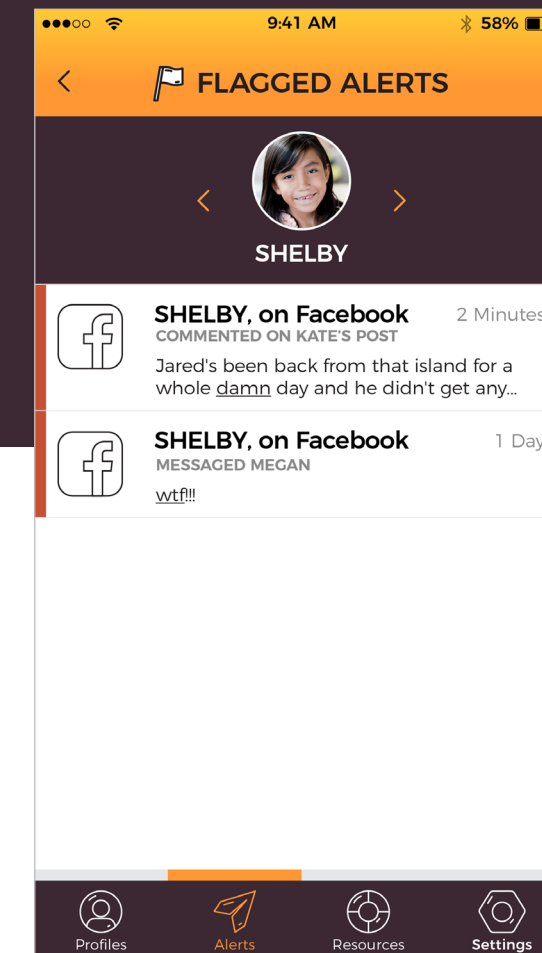 9:41 AM 58%
FLAGGED ALERTS
SHELBY
SHELBY, on Facebook 2 Minutes
COMMENTED ON KATE'S POST
Jared's been back from that island for a
whole damn day and he didn't get any...
SHELBY, on Facebook 1 Day
MESSAGED MEGAN
wtf!!!
Profiles Alerts Resources Settings